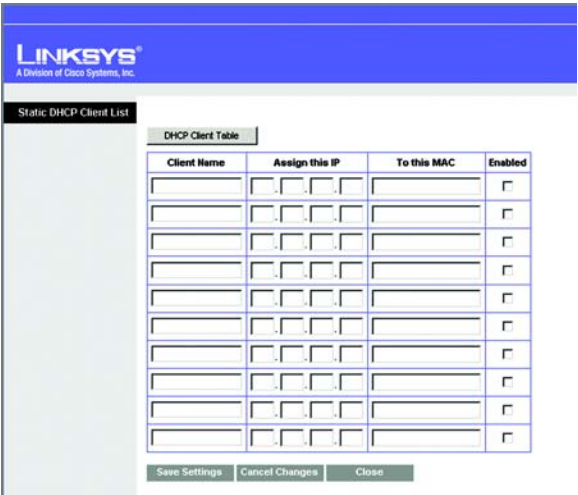 LINKSYS®
A Division of Cisco Systems, Inc.
Static DHCP Client List
DHCP Client Table
Client Name Assign this IP To this MAC Enabled
. . .
. . .
. . .
. . .
. . .
. . .
. . .
. . .
. . .
. . .
Save Settings Cancel Changes Close